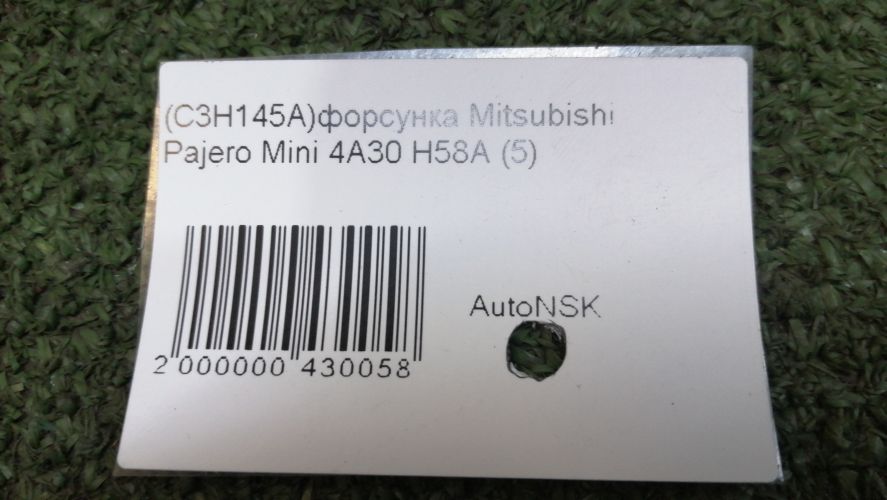 (C3H145A)форсунка Mitsubishi
Pajero Mini 4A30 H58A (5)
AutoNSK
2 000000 430058